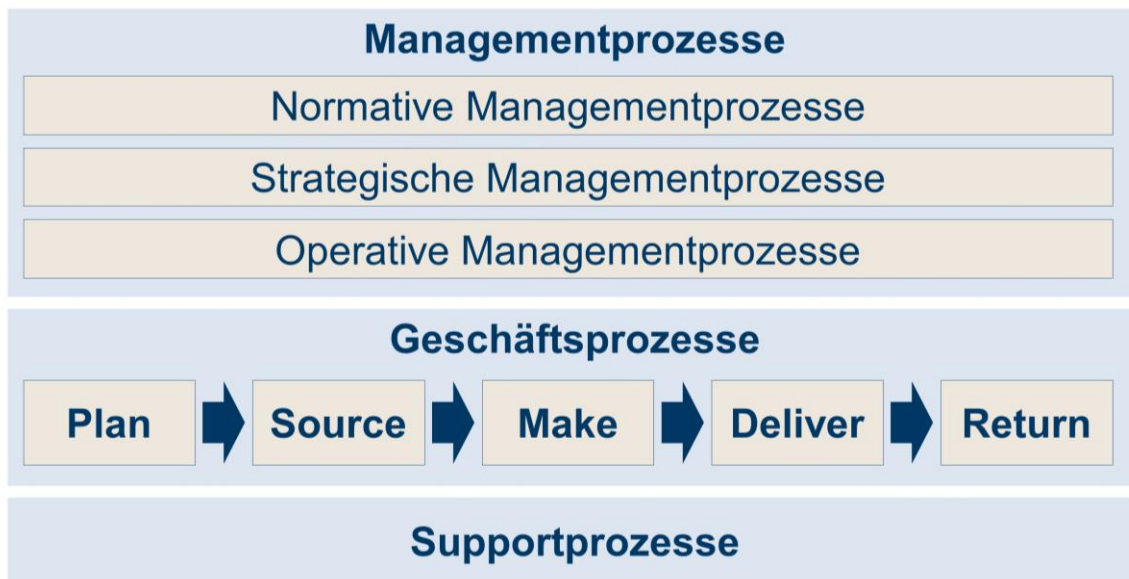 Managementprozesse
Normative Managementprozesse
Strategische Managementprozesse
Operative Managementprozesse
Geschäftsprozesse
Plan Source Make Deliver Return
Supportprozesse